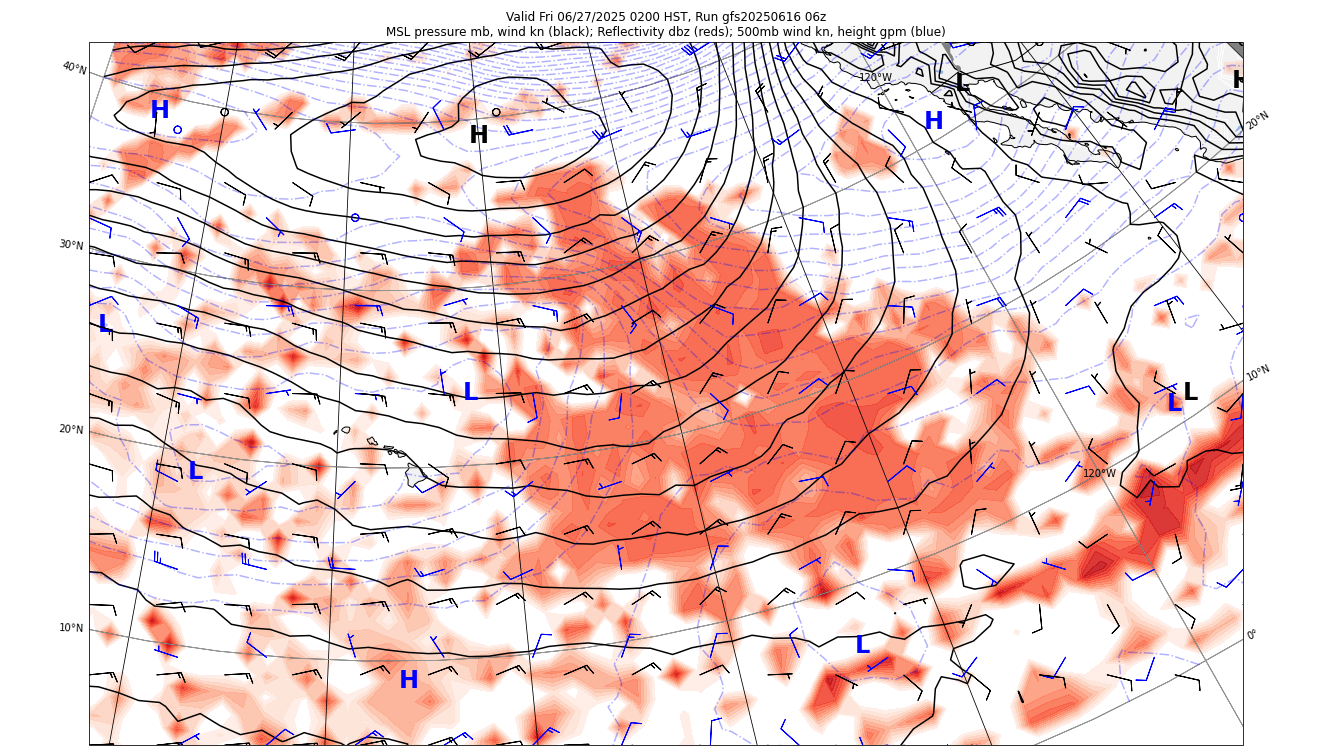 Valid Fri 06/27/2025 0200 HST, Run gfs20250616 06z
MSL pressure mb, wind kn (black); Reflectivity dbz (reds); 500mb wind kn, height gpm (blue)
40°N
120°W
L
H
H
H
H
20°N
30°N
L
L
L
L
10°N
20°N
L
120°W
10°N
0°
L
H